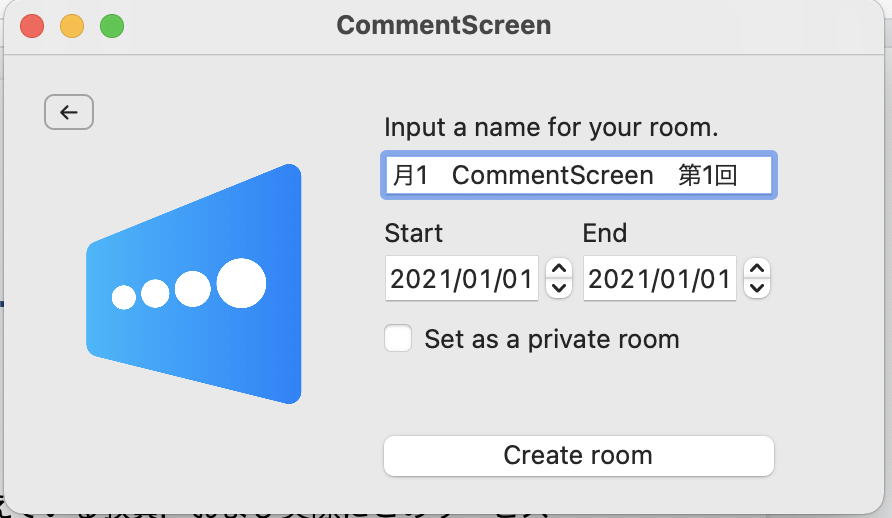 CommentScreen
Input a name for your room.
月1　CommentScreen　第1回
Start End
2021/01/01 2021/01/01
Set as a private room
Create room